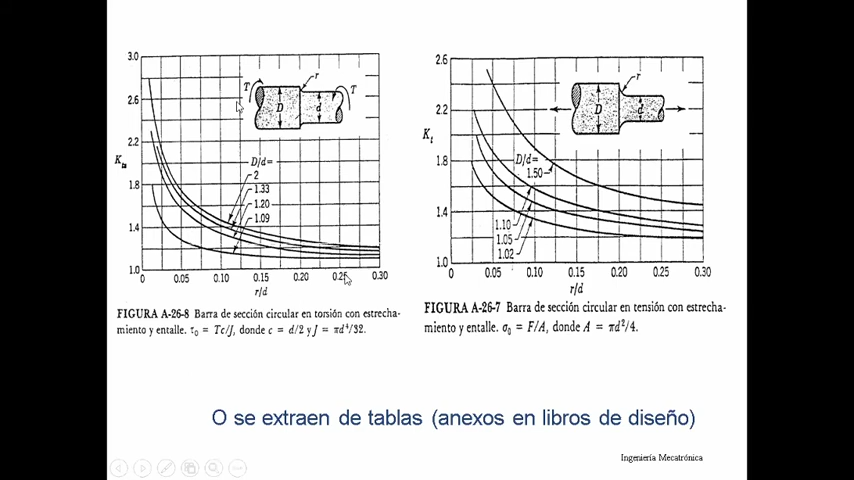 3.0
2.6
2.2
K_ts
1.8
1.4
1.0
0
0.05
0.10
0.15
0.20
0.25
0.30
r/d
T
r
T
D
d
D/d=
2
1.33
1.20
1.09
FIGURA A-26-8 Barra de sección circular en torsión con estrecha-
miento y entalle. τ₀ = Tc/J, donde c = d/2 y J = πd⁴/32.
2.6
2.2
K_t
1.8
1.4
1.0
0
0.05
0.10
0.15
0.20
0.25
0.30
r/d
r
D
d
D/d=
1.50
1.10
1.05
1.02
FIGURA A-26-7 Barra de sección circular en tensión con estrecha-
miento y entalle. σ₀ = F/A, donde A = πd²/4.
O se extraen de tablas (anexos en libros de diseño)
Ingeniería Mecatrónica